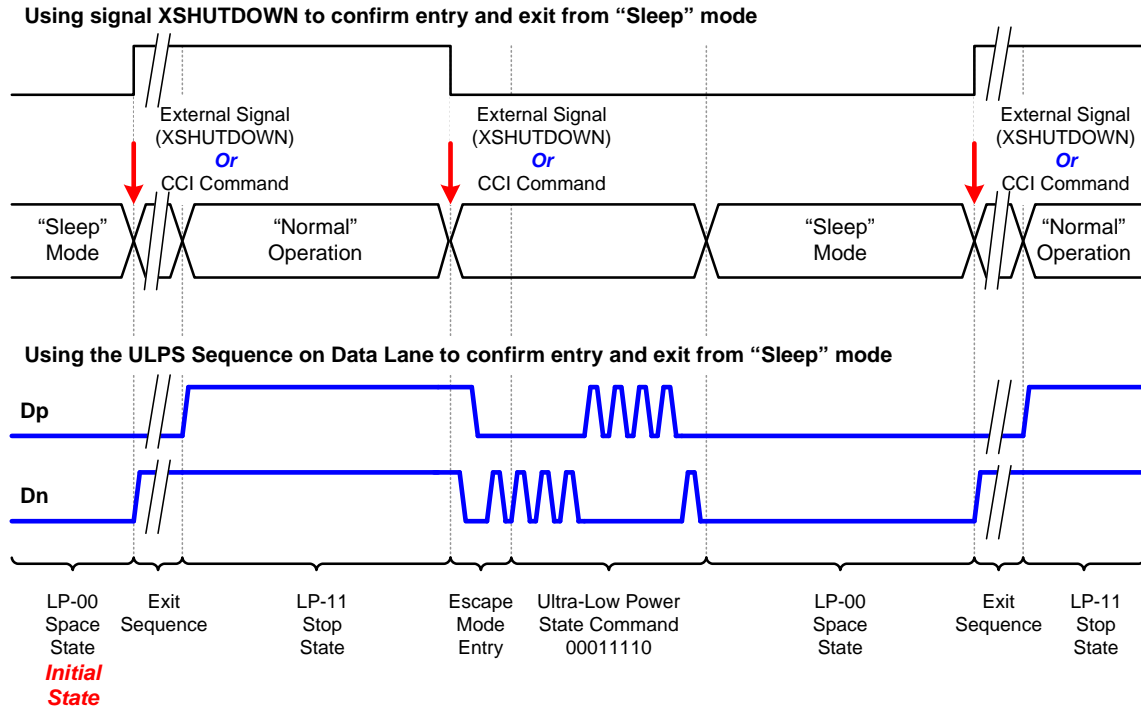 Using signal XSHUTDOWN to confirm entry and exit from “Sleep” mode
External Signal
(XSHUTDOWN)
Or
CCI Command
External Signal
(XSHUTDOWN)
Or
CCI Command
External Signal
(XSHUTDOWN)
Or
CCI Command
“Sleep”
Mode
“Normal”
Operation
“Sleep”
Mode
“Normal”
Operation
Using the ULPS Sequence on Data Lane to confirm entry and exit from “Sleep” mode
Dp
Dn
LP-00
Space
State
Initial
State
Exit
Sequence
LP-11
Stop
State
Escape
Mode
Entry
Ultra-Low Power
State Command
00011110
LP-00
Space
State
Exit
Sequence
LP-11
Stop
State